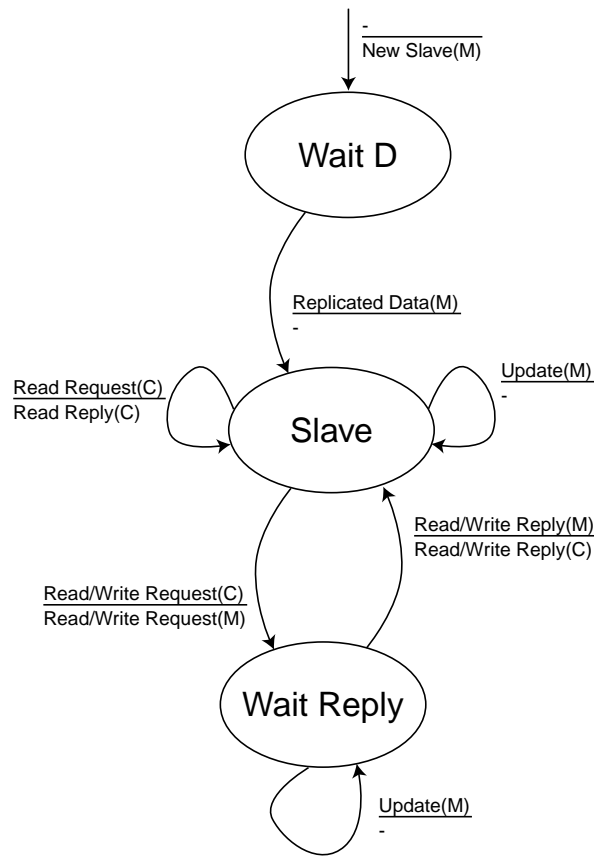 -
New Slave(M)
Wait D
Replicated Data(M)
-
Read Request(C)
Read Reply(C)
Update(M)
-
Slave
Read/Write Reply(M)
Read/Write Reply(C)
Read/Write Request(C)
Read/Write Request(M)
Wait Reply
Update(M)
-